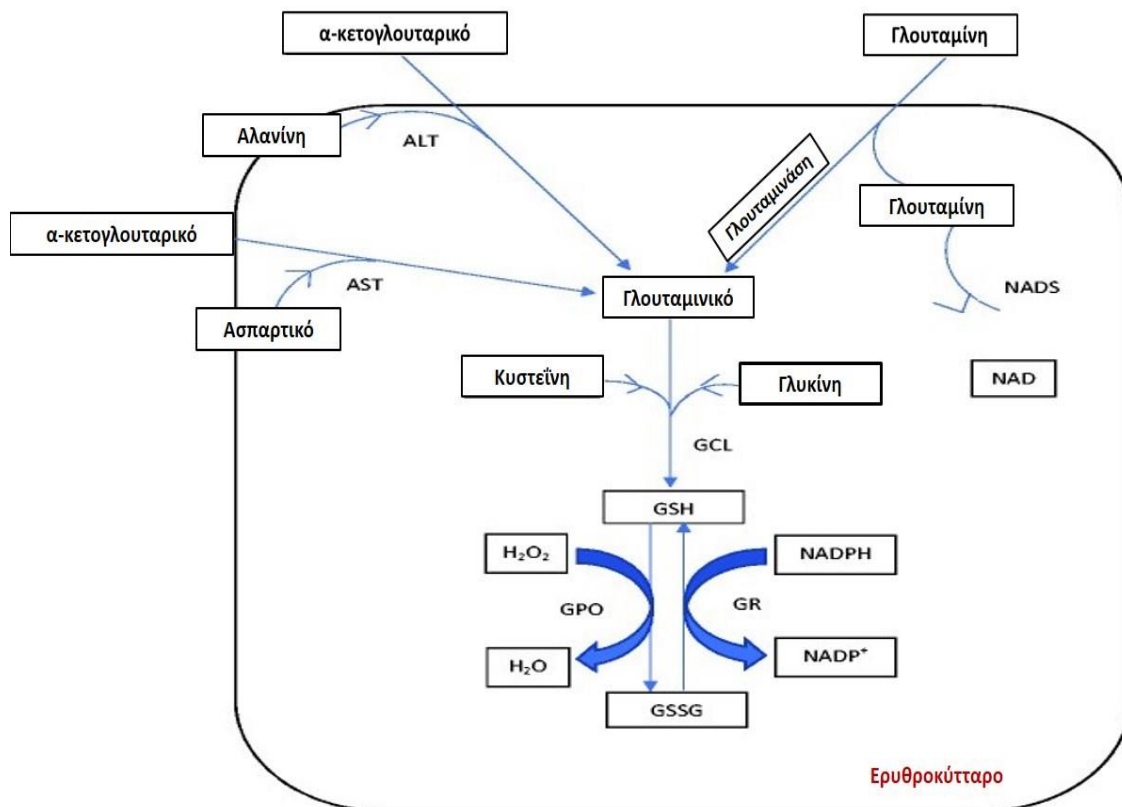 α-κετογλουταρικό
Γλουταμίνη
Αλανίνη
ALT
Γλουταμινάση
Γλουταμίνη
α-κετογλουταρικό
AST
NADS
Γλουταμινικό
Ασπαρτικό
Κυστεΐνη
Γλυκίνη
NAD
GCL
GSH
H₂O₂
NADPH
GPO
GR
H₂O
NADP⁺
GSSG
Ερυθροκύτταρο